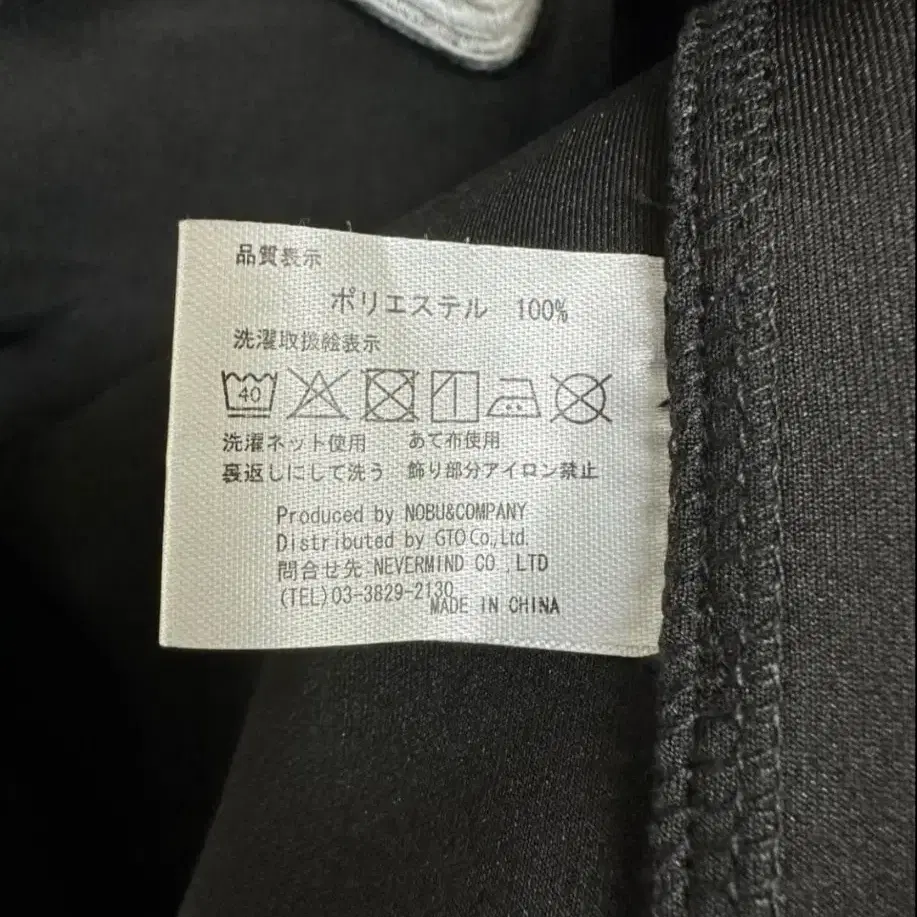 品質表示
ポリエステル 100%
洗濯取扱絵表示
40
洗濯ネット使用 あて布使用
裏返しにして洗う 飾り部分アイロン禁止
Produced by NOBU&COMPANY
Distributed by GTO Co.,Ltd.
問合せ先 NEVERMIND CO .,LTD
(TEL)03-3829-2130
MADE IN CHINA